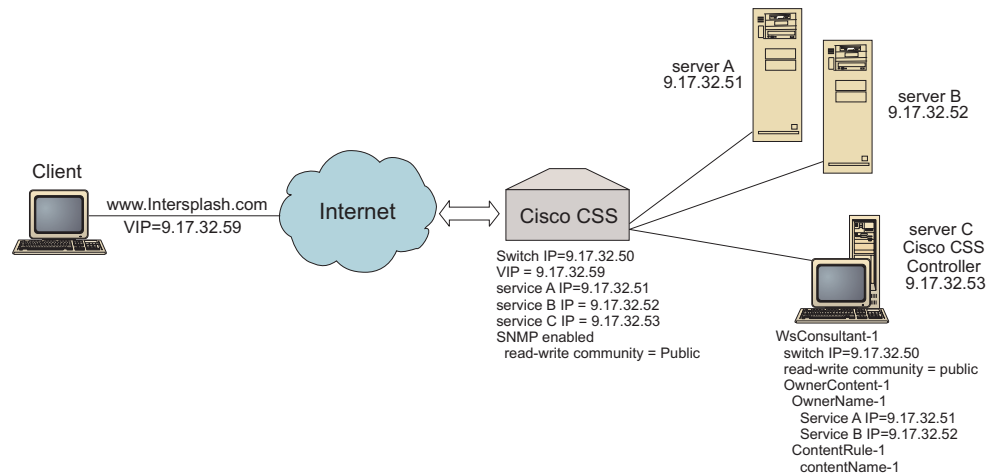 Client
www.Intersplash.com
VIP=9.17.32.59
Internet
Cisco CSS
Switch IP=9.17.32.50
VIP = 9.17.32.59
service A IP=9.17.32.51
service B IP = 9.17.32.52
service C IP = 9.17.32.53
SNMP enabled
read-write community = Public
server A
9.17.32.51
server B
9.17.32.52
server C
Cisco CSS
Controller
9.17.32.53
WsConsultant-1
switch IP=9.17.32.50
read-write community = public
OwnerContent-1
OwnerName-1
Service A IP=9.17.32.51
Service B IP=9.17.32.52
ContentRule-1
contentName-1